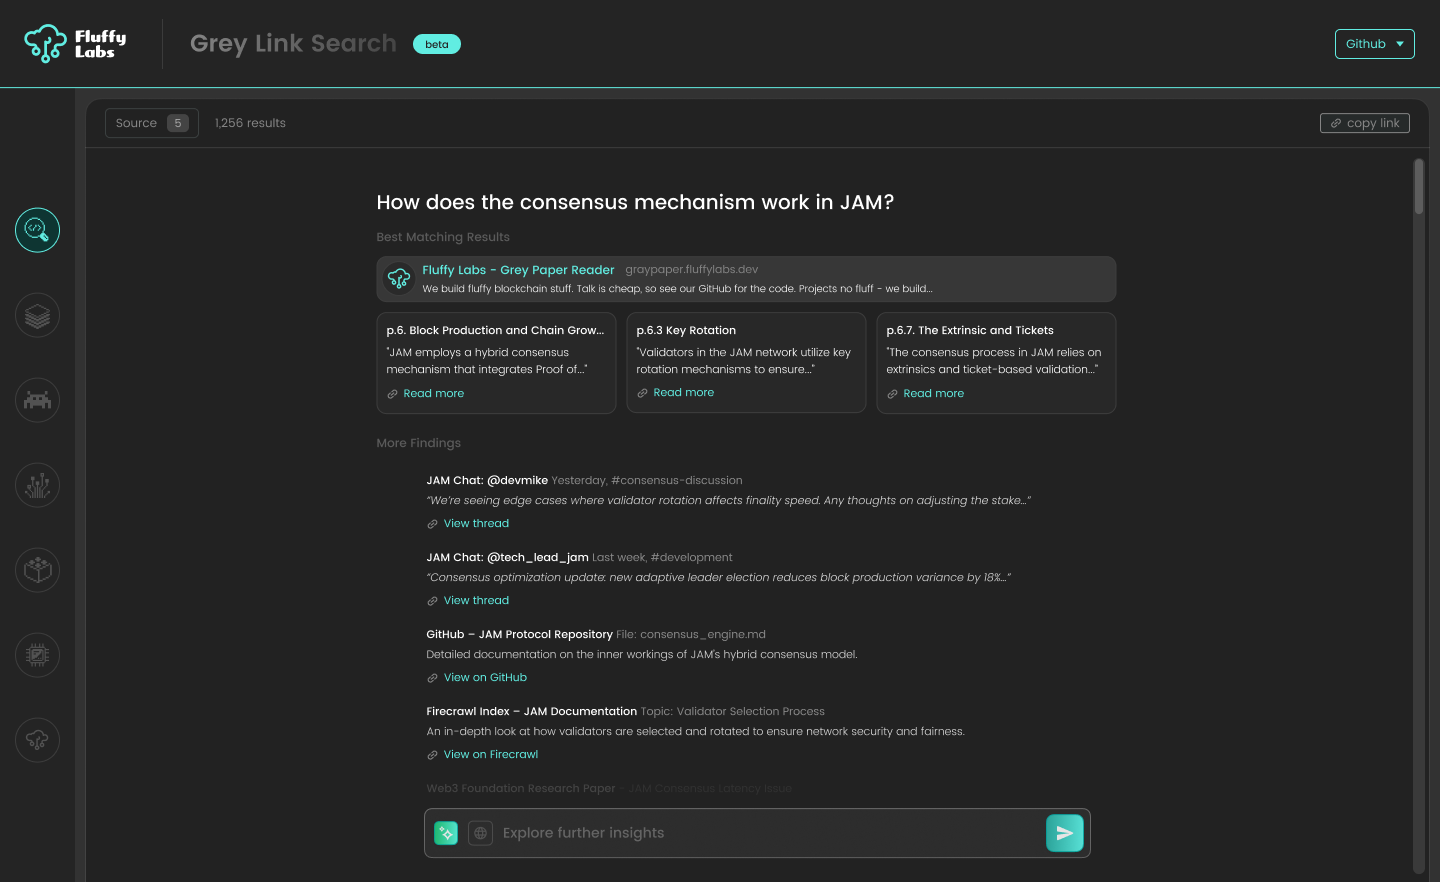 Fluffy
Labs
Grey Link Search
beta
Github
Source 5
1,256 results
copy link
How does the consensus mechanism work in JAM?
Best Matching Results
Fluffy Labs - Grey Paper Reader graypaper.fluffylabs.dev
We build fluffy blockchain stuff. Talk is cheap, so see our GitHub for the code. Projects no fluff - we build...
p.6. Block Production and Chain Grow...
"JAM employs a hybrid consensus
mechanism that integrates Proof of..."
Read more
p.6.3 Key Rotation
"Validators in the JAM network utilize key
rotation mechanisms to ensure..."
Read more
p.6.7. The Extrinsic and Tickets
"The consensus process in JAM relies on
extrinsics and ticket-based validation..."
Read more
More Findings
JAM Chat: @devmike Yesterday, #consensus-discussion
“We’re seeing edge cases where validator rotation affects finality speed. Any thoughts on adjusting the stake…”
View thread
JAM Chat: @tech_lead_jam Last week, #development
“Consensus optimization update: new adaptive leader election reduces block production variance by 18%…”
View thread
GitHub – JAM Protocol Repository File: consensus_engine.md
Detailed documentation on the inner workings of JAM's hybrid consensus model.
View on GitHub
Firecrawl Index – JAM Documentation Topic: Validator Selection Process
An in-depth look at how validators are selected and rotated to ensure network security and fairness.
View on Firecrawl
Web3 Foundation Research Paper - JAM Consensus Latency Issue
Explore further insights